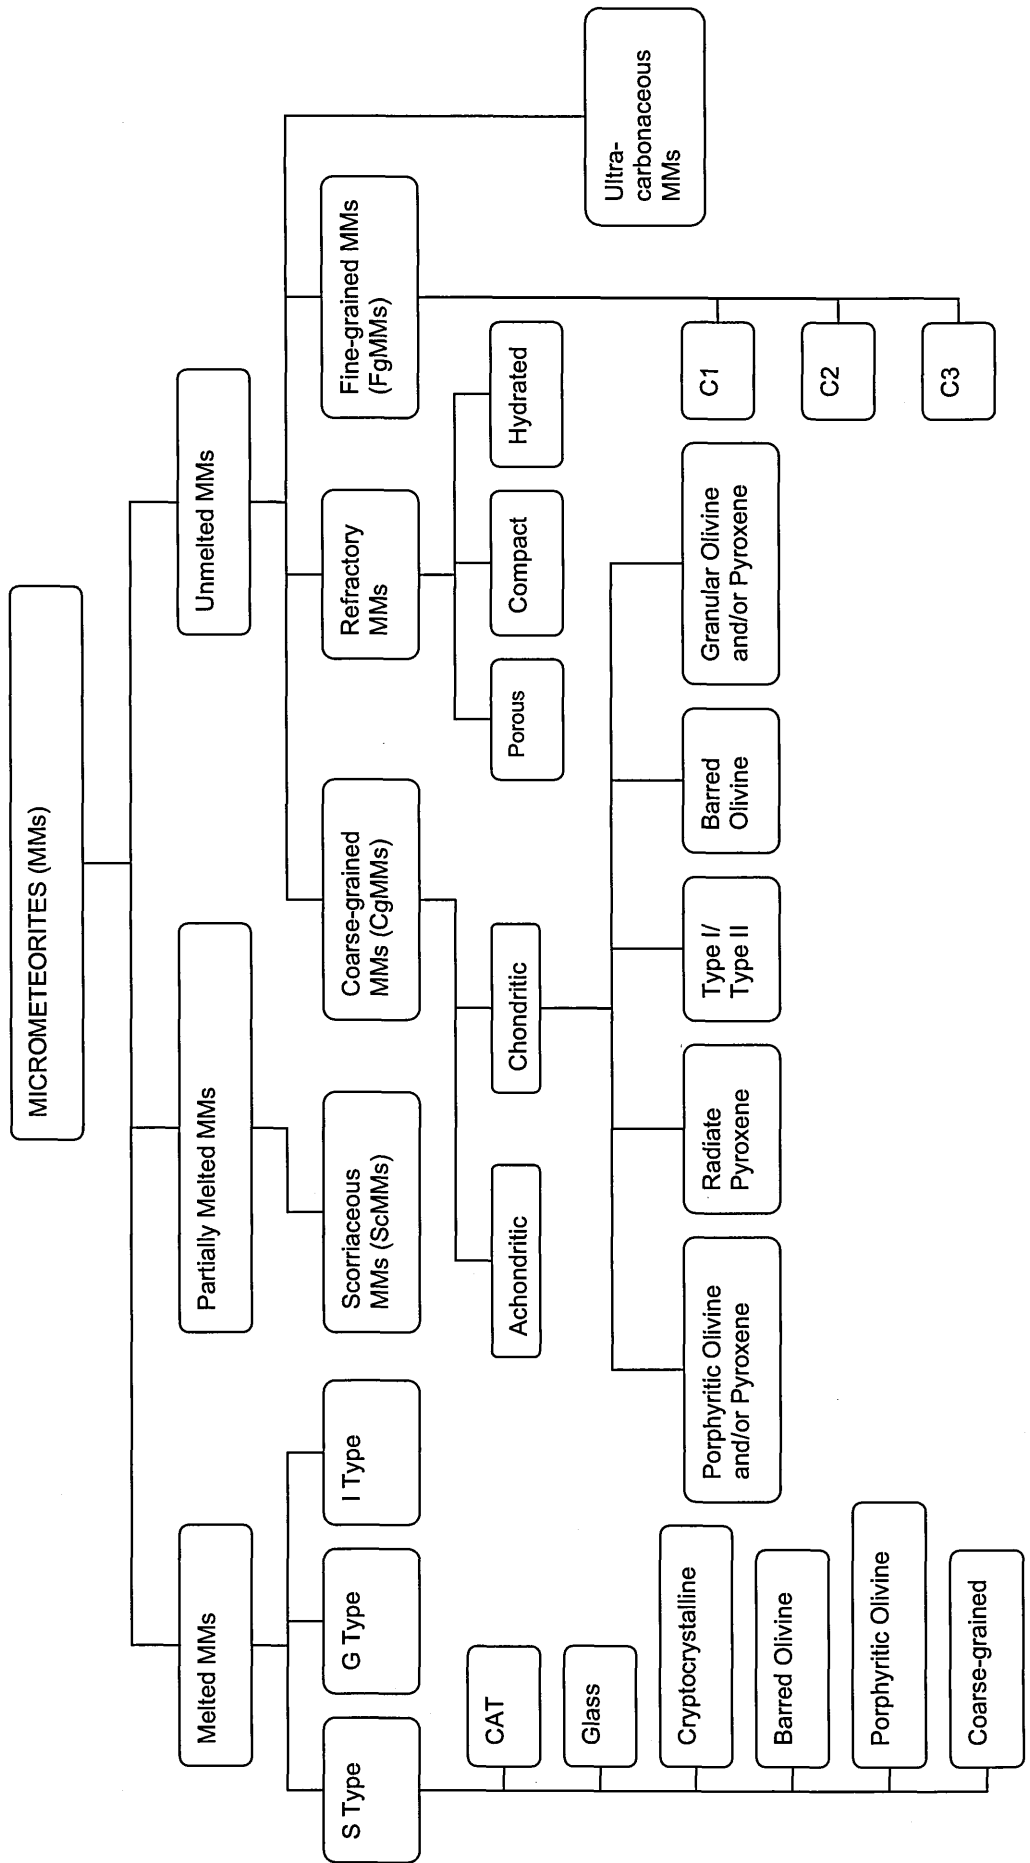 MICROMETEORITES (MMs)
Melted MMs
Partially Melted MMs
Unmelted MMs
S Type
G Type
I Type
Scorriaceous
MMs (ScMMs)
Coarse-grained
MMs (CgMMs)
Refractory
MMs
Fine-grained MMs
(FgMMs)
Ultra-
carbonaceous
MMs
CAT
Glass
Cryptocrystalline
Barred Olivine
Porphyritic Olivine
Coarse-grained
Achondritic
Chondritic
Porous
Compact
Hydrated
Porphyritic Olivine
and/or Pyroxene
Radiate
Pyroxene
Type I/
Type II
Barred
Olivine
Granular Olivine
and/or Pyroxene
C1
C2
C3